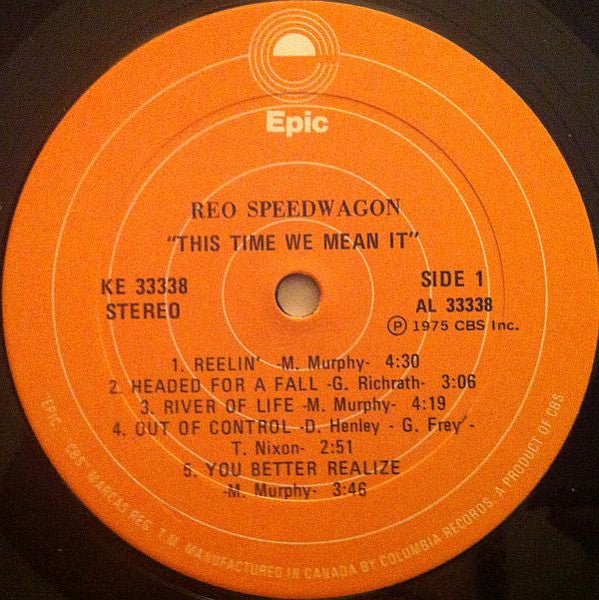 Epic
REO SPEEDWAGON
"THIS TIME WE MEAN IT"
KE 33338
STEREO
SIDE 1
AL 33338
Ⓟ 1975 CBS Inc.
1. REELIN' -M. Murphy- 4:30
2. HEADED FOR A FALL -G. Richrath- 3:06
3. RIVER OF LIFE -M. Murphy- 4:19
4. OUT OF CONTROL -D. Henley - G. Frey -
T. Nixon- 2:51
5. YOU BETTER REALIZE
-M. Murphy- 3:46
"EPIC, CBS" MARCAS REG. T.M. MANUFACTURED IN CANADA BY COLUMBIA RECORDS. A PRODUCT OF CBS